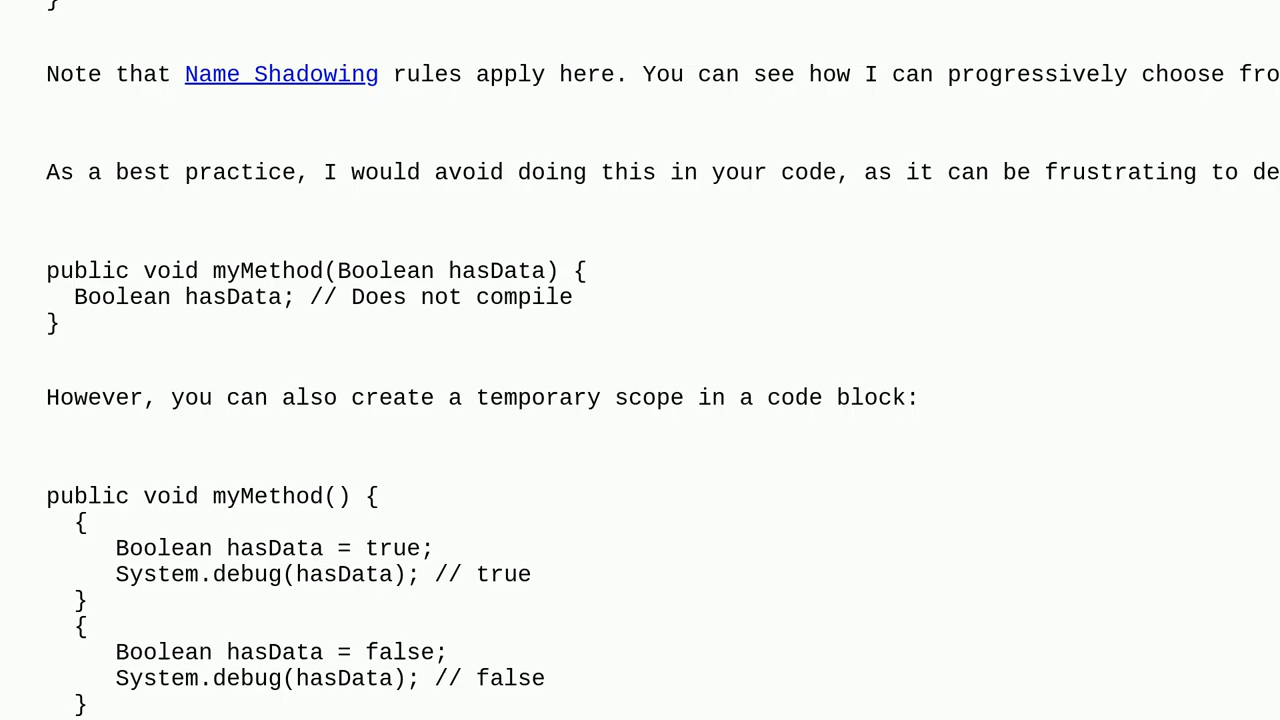 }
Note that Name Shadowing rules apply here. You can see how I can progressively choose fro
As a best practice, I would avoid doing this in your code, as it can be frustrating to de
public void myMethod(Boolean hasData) {
  Boolean hasData; // Does not compile
}
However, you can also create a temporary scope in a code block:
public void myMethod() {
  {
     Boolean hasData = true;
     System.debug(hasData); // true
  }
  {
     Boolean hasData = false;
     System.debug(hasData); // false
  }